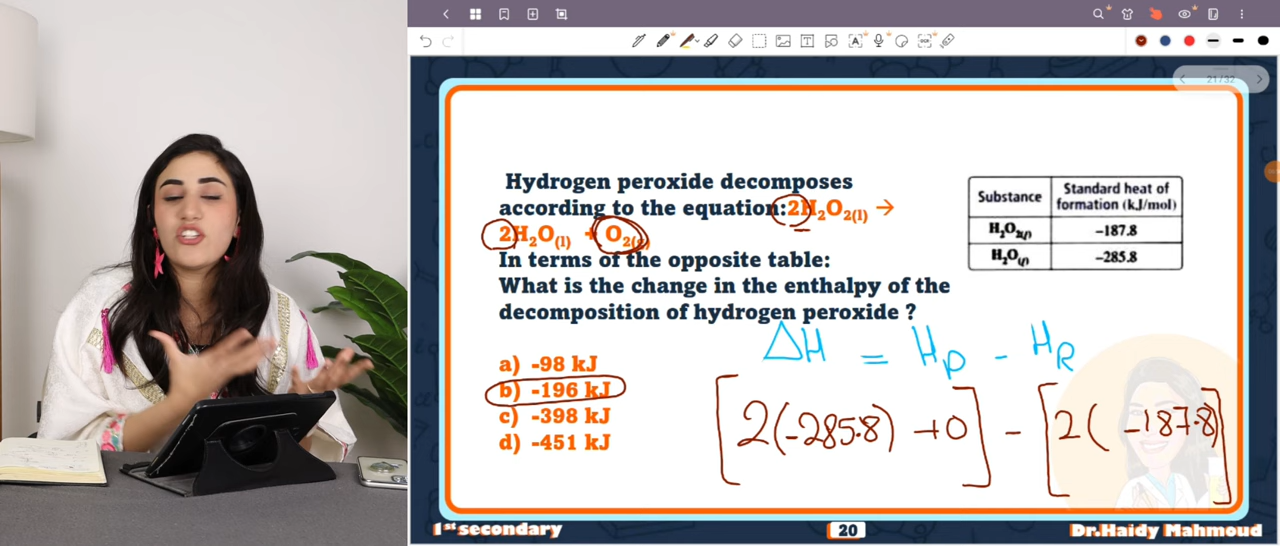 21/32
Hydrogen peroxide decomposes
according to the equation:2H₂O₂(l) →
2H₂O(l) + O₂(g)
In terms of the opposite table:
What is the change in the enthalpy of the
decomposition of hydrogen peroxide ?
a) -98 kJ
b) -196 kJ
c) -398 kJ
d) -451 kJ
Substance Standard heat of
formation (kJ/mol)
H₂O₂(l) -187.8
H₂O(l) -285.8
ΔH = HP - HR
[2(-285.8) +0] - [2(-187.8)]
1st secondary
20
Dr.Haidy Mahmoud